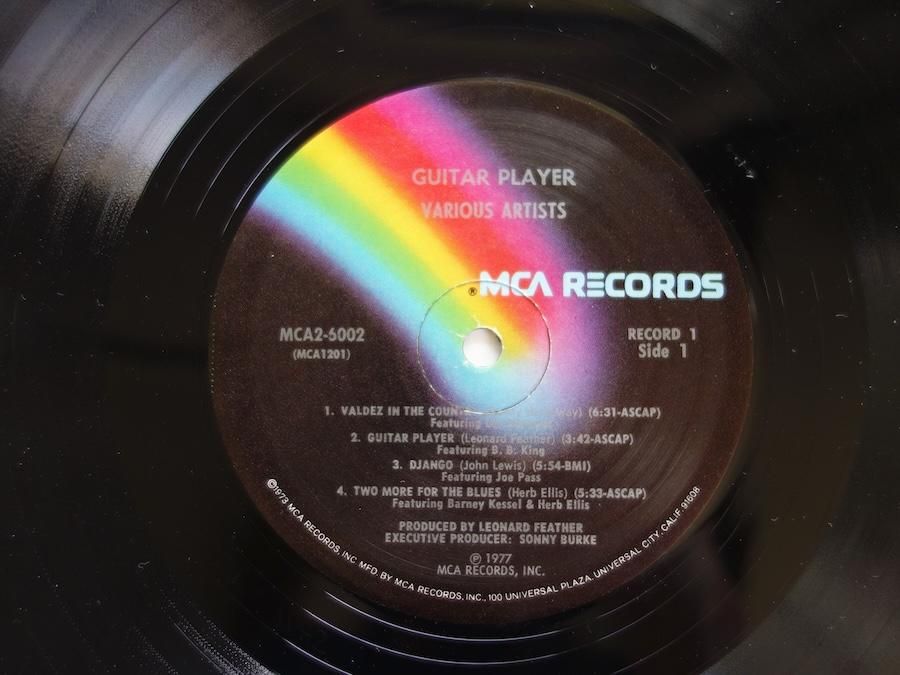 GUITAR PLAYER
VARIOUS ARTISTS
® MCA RECORDS
MCA2-6002
(MCA1201)
RECORD 1
Side 1
1. VALDEZ IN THE (6:31-ASCAP)
Featuring
2. GUITAR PLAYER (Leonard Feather) (3:42-ASCAP)
Featuring B. B. King
3. DJANGO (John Lewis) (5:54-BMI)
Featuring Joe Pass
4. TWO MORE FOR THE BLUES (Herb Ellis) (5:33-ASCAP)
Featuring Barney Kessel & Herb Ellis
PRODUCED BY LEONARD FEATHER
EXECUTIVE PRODUCER: SONNY BURKE
℗ 1977
MCA RECORDS, INC.
©1973 MCA RECORDS, INC MFD. BY MCA RECORDS, INC., 100 UNIVERSAL PLAZA, UNIVERSAL CITY, CALIF. 91608